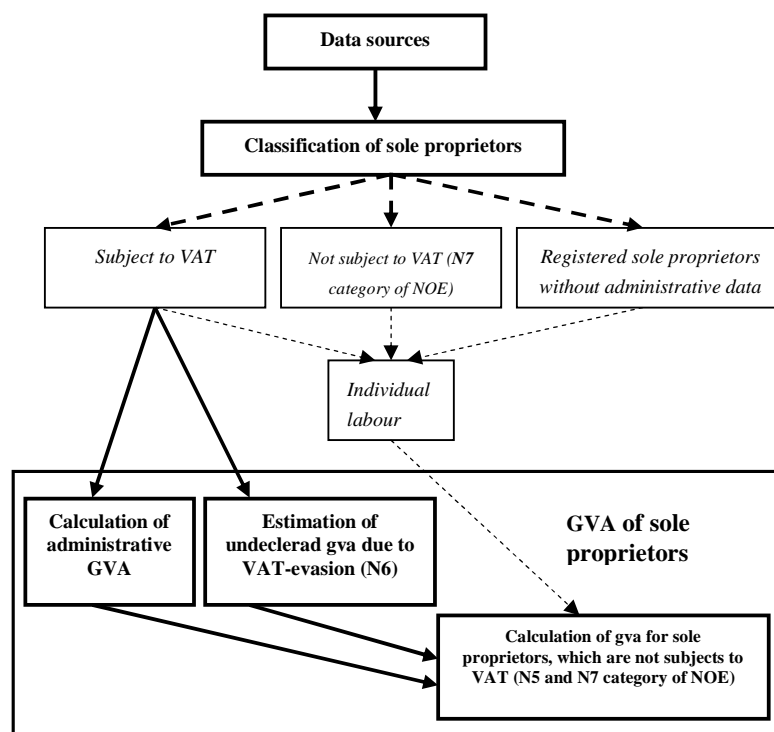 Data sources
Classification of sole proprietors
Subject to VAT
Not subject to VAT (N7
category of NOE)
Registered sole proprietors
without administrative data
Individual
labour
Calculation of
administrative
GVA
Estimation of
undeclerad gva due to
VAT-evasion (N6)
GVA of sole
proprietors
Calculation of gva for sole
proprietors, which are not subjects to
VAT (N5 and N7 category of NOE)